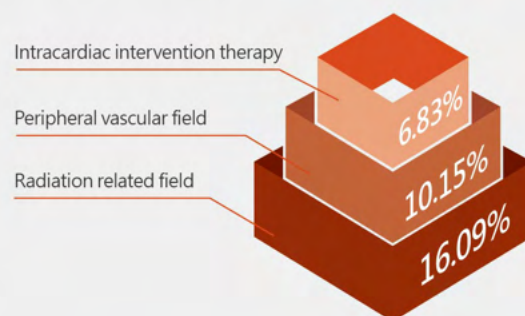 Intracardiac intervention therapy
6.83%
Peripheral vascular field
10.15%
Radiation related field
16.09%